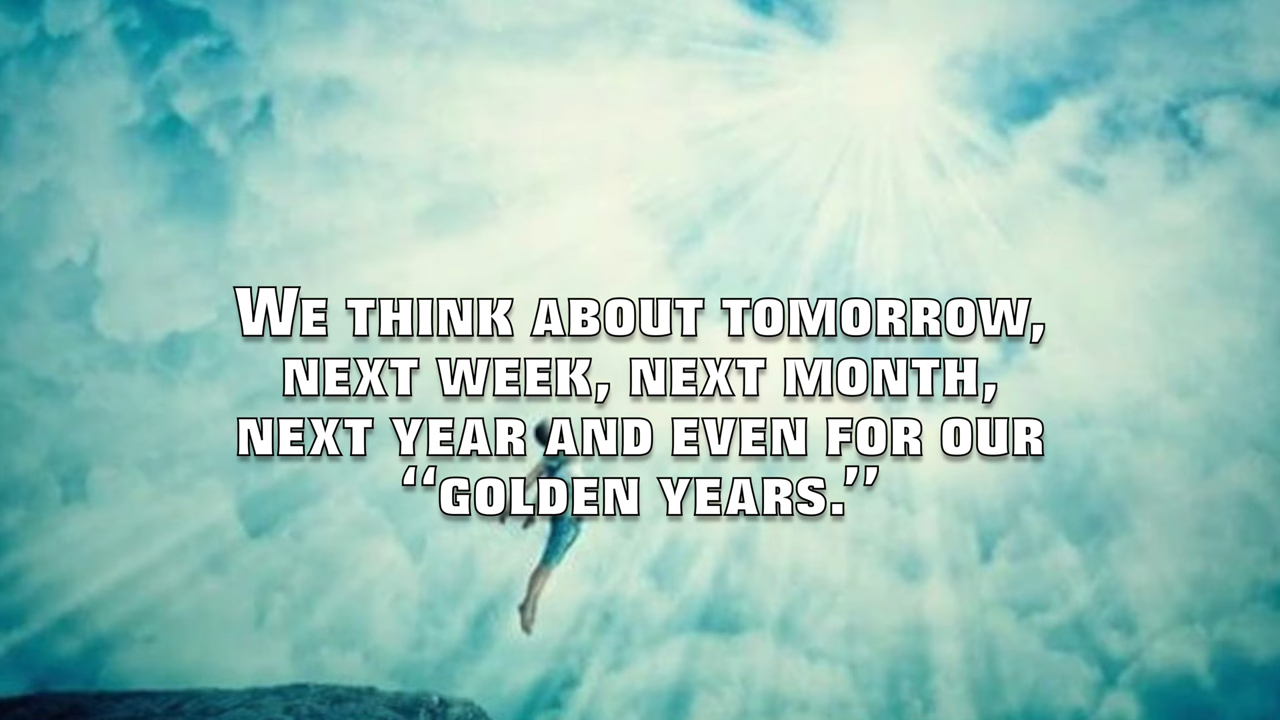 We think about tomorrow,
next week, next month,
next year and even for our
“golden years.”